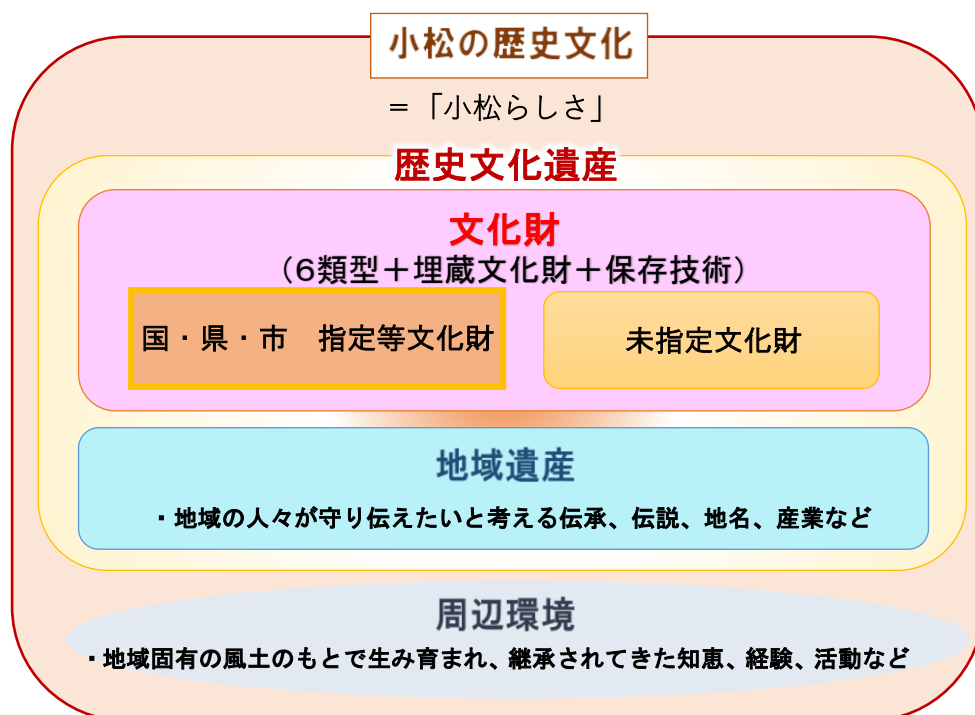 小松の歴史文化
＝「小松らしさ」
歴史文化遺産
文化財
（6類型＋埋蔵文化財＋保存技術）
国・県・市　指定等文化財
未指定文化財
地域遺産
・地域の人々が守り伝えたいと考える伝承、伝説、地名、産業など
周辺環境
・地域固有の風土のもとで生み育まれ、継承されてきた知恵、経験、活動など